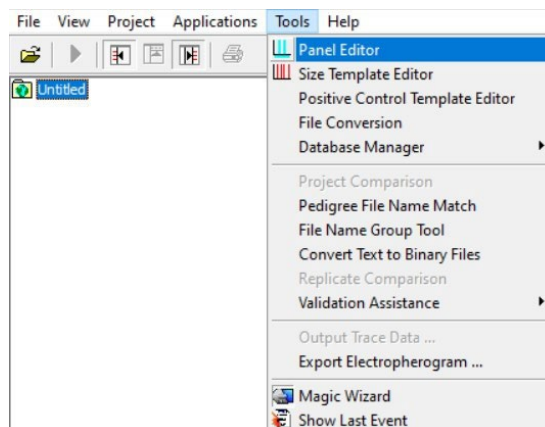 File View Project Applications Tools Help
Untitled
Panel Editor
Size Template Editor
Positive Control Template Editor
File Conversion
Database Manager
Project Comparison
Pedigree File Name Match
File Name Group Tool
Convert Text to Binary Files
Replicate Comparison
Validation Assistance
Output Trace Data ...
Export Electropherogram ...
Magic Wizard
Show Last Event